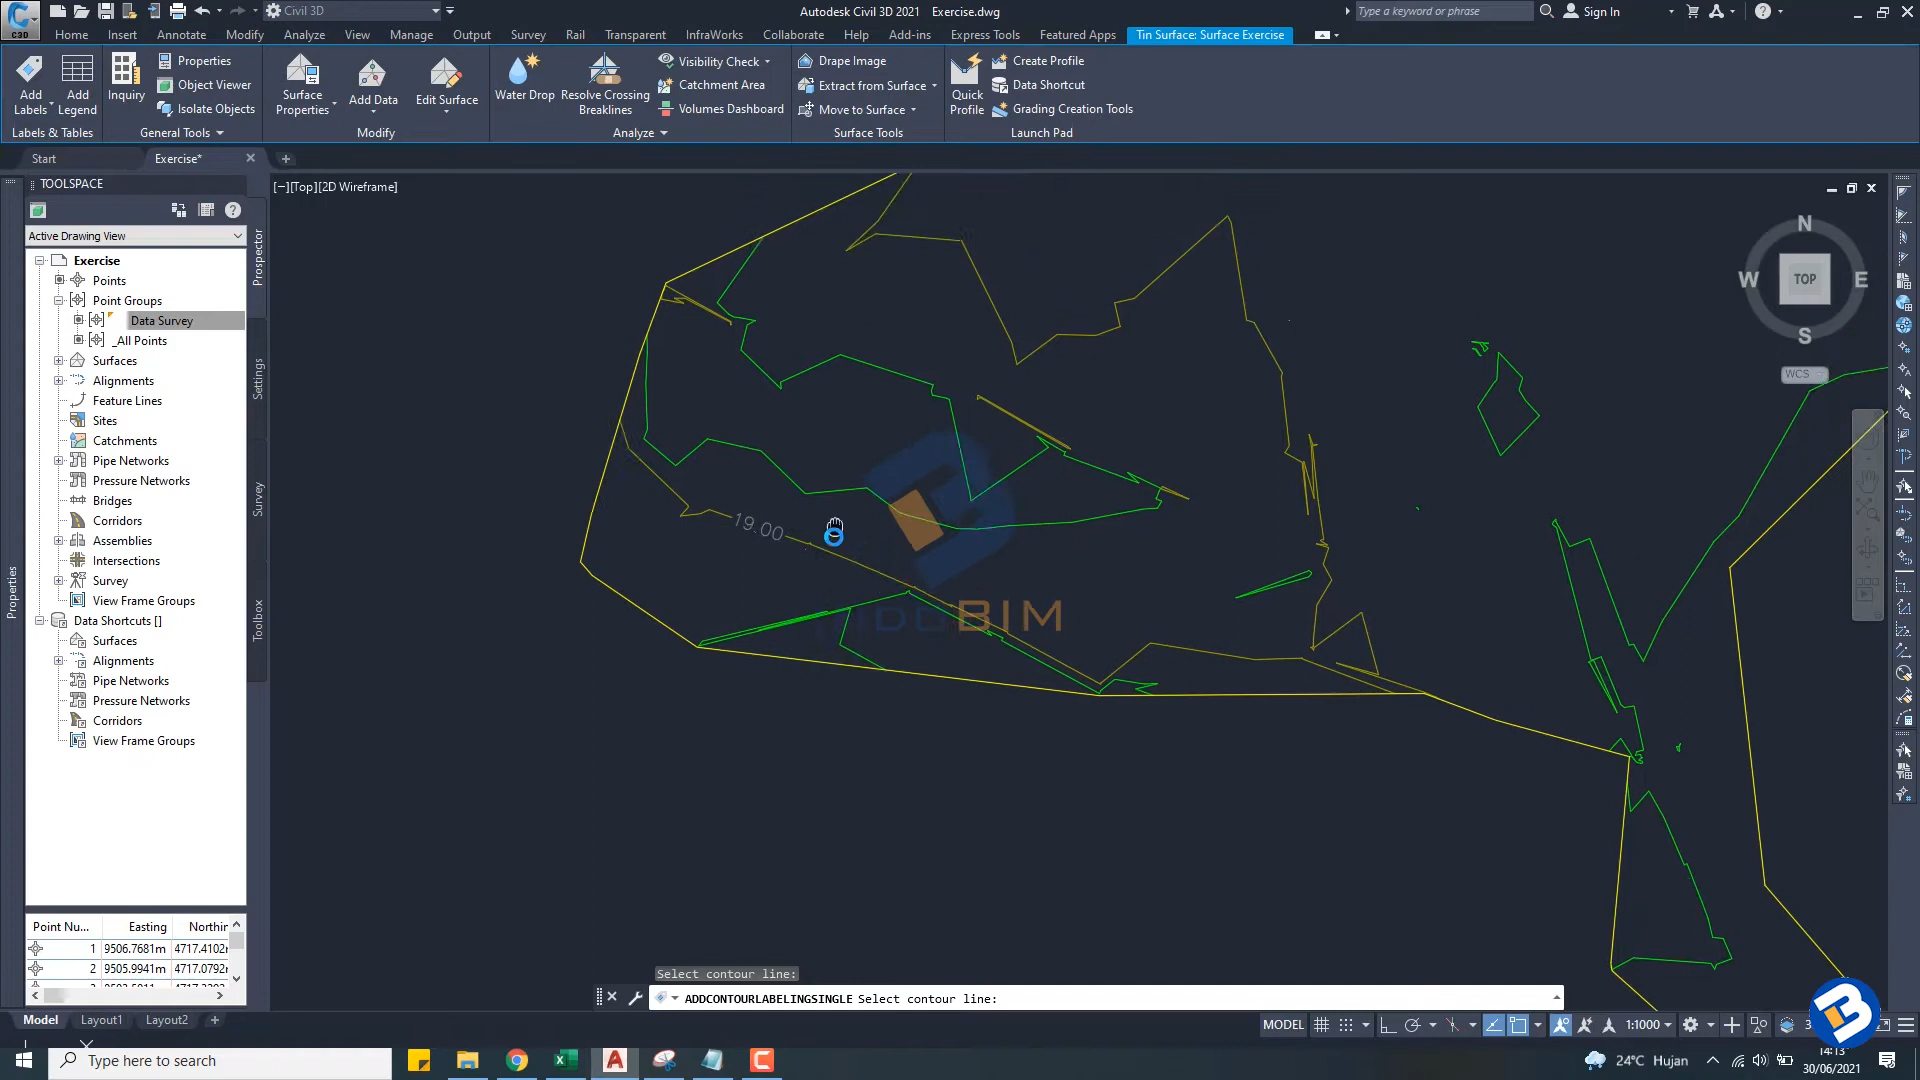 Civil 3D
Autodesk Civil 3D 2021 Exercise.dwg
Type a keyword or phrase
Sign In
C3D
Home Insert Annotate Modify Analyze View Manage Output Survey Rail Transparent InfraWorks Collaborate Help Add-ins Express Tools Featured Apps Tin Surface: Surface Exercise
Add Labels
Add Legend
Labels & Tables
Inquiry
Properties
Object Viewer
Isolate Objects
General Tools
Surface Properties
Add Data
Edit Surface
Modify
Water Drop
Resolve Crossing Breaklines
Visibility Check
Catchment Area
Volumes Dashboard
Analyze
Drape Image
Extract from Surface
Move to Surface
Surface Tools
Quick Profile
Create Profile
Data Shortcut
Grading Creation Tools
Launch Pad
Start
Exercise*
TOOLSPACE
Active Drawing View
Exercise
Points
Point Groups
Data Survey
_All Points
Surfaces
Alignments
Feature Lines
Sites
Catchments
Pipe Networks
Pressure Networks
Bridges
Corridors
Assemblies
Intersections
Survey
View Frame Groups
Data Shortcuts []
Surfaces
Alignments
Pipe Networks
Pressure Networks
Corridors
View Frame Groups
Prospector
Settings
Survey
Toolbox
Properties
Point Nu... Easting Northir
1 9506.7681m 4717.4102
2 9505.9941m 4717.0792
[−][Top][2D Wireframe]
N
W TOP E
S
WCS
19.00
BIM
Select contour line:
ADDCONTOURLABELINGSINGLE Select contour line:
Model Layout1 Layout2
MODEL
1:1000
Type here to search
24°C Hujan
14:13
30/06/2021